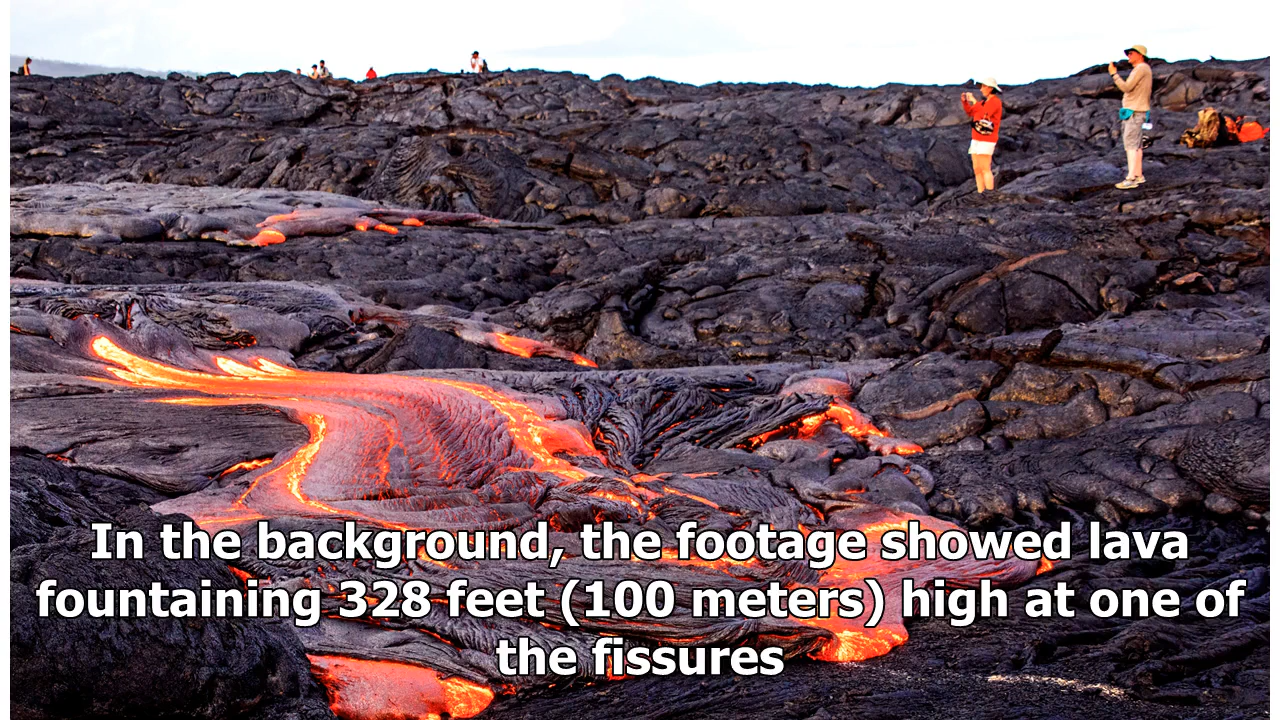 In the background, the footage showed lava
fountaining 328 feet (100 meters) high at one of
the fissures